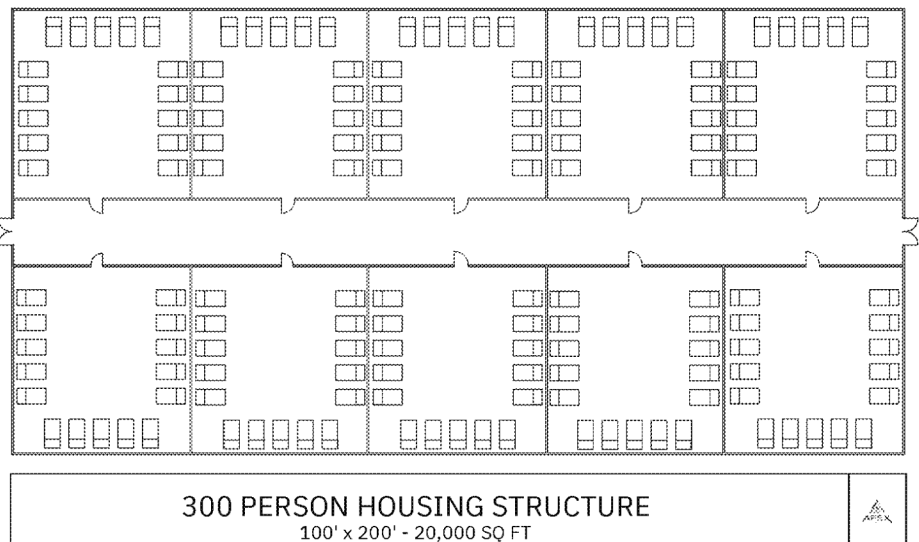 300 PERSON HOUSING STRUCTURE
100' x 200' - 20,000 SQ FT